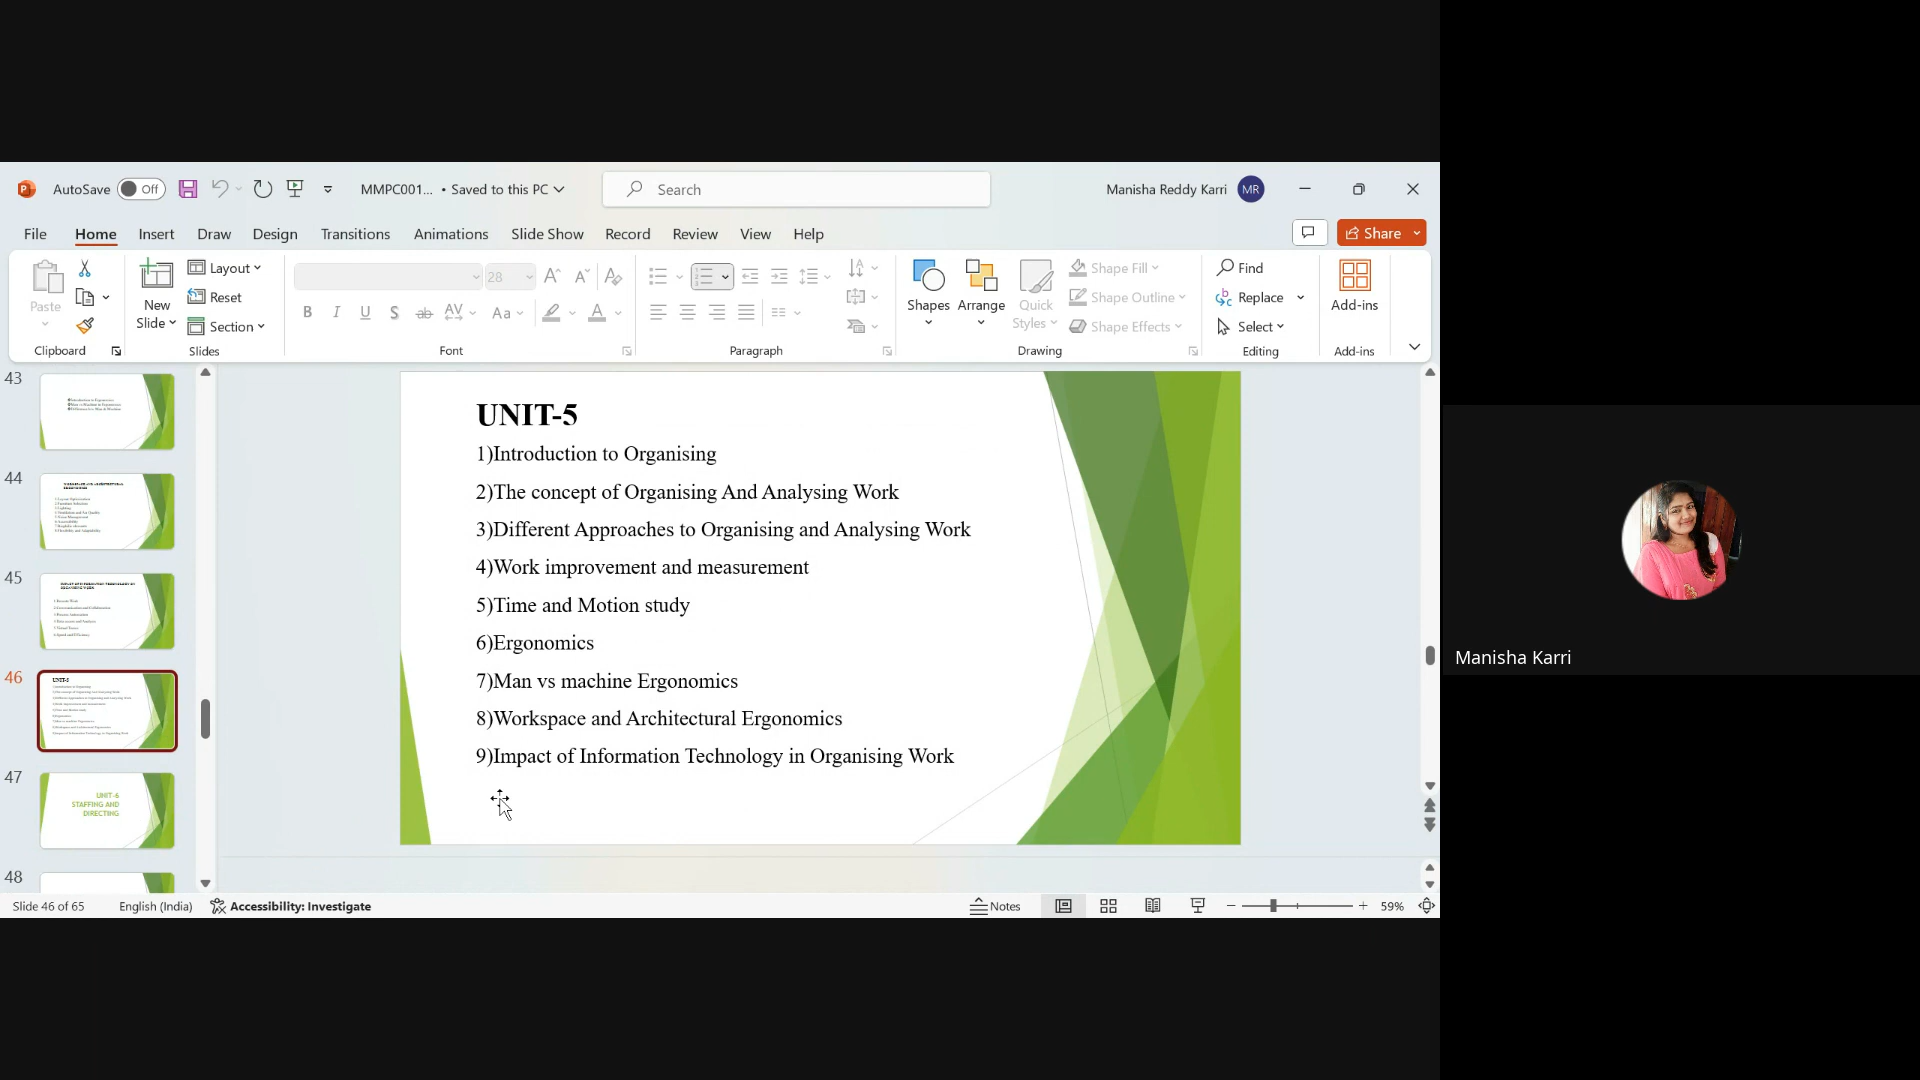 AutoSave Off MMPC001... • Saved to this PC Search Manisha Reddy Karri MR
File Home Insert Draw Design Transitions Animations Slide Show Record Review View Help Share
Paste
New Slide
Layout
Reset
Section
28
B I U S ab AV Aa A
Shapes Arrange Quick Styles
Shape Fill
Shape Outline
Shape Effects
Find
Replace
Select
Add-ins
Clipboard Slides Font Paragraph Drawing Editing Add-ins
43
44
45
46
47
UNIT-6
STAFFING AND
DIRECTING
48
UNIT-5
1)Introduction to Organising
2)The concept of Organising And Analysing Work
3)Different Approaches to Organising and Analysing Work
4)Work improvement and measurement
5)Time and Motion study
6)Ergonomics
7)Man vs machine Ergonomics
8)Workspace and Architectural Ergonomics
9)Impact of Information Technology in Organising Work
Manisha Karri
Slide 46 of 65 English (India) Accessibility: Investigate Notes 59%